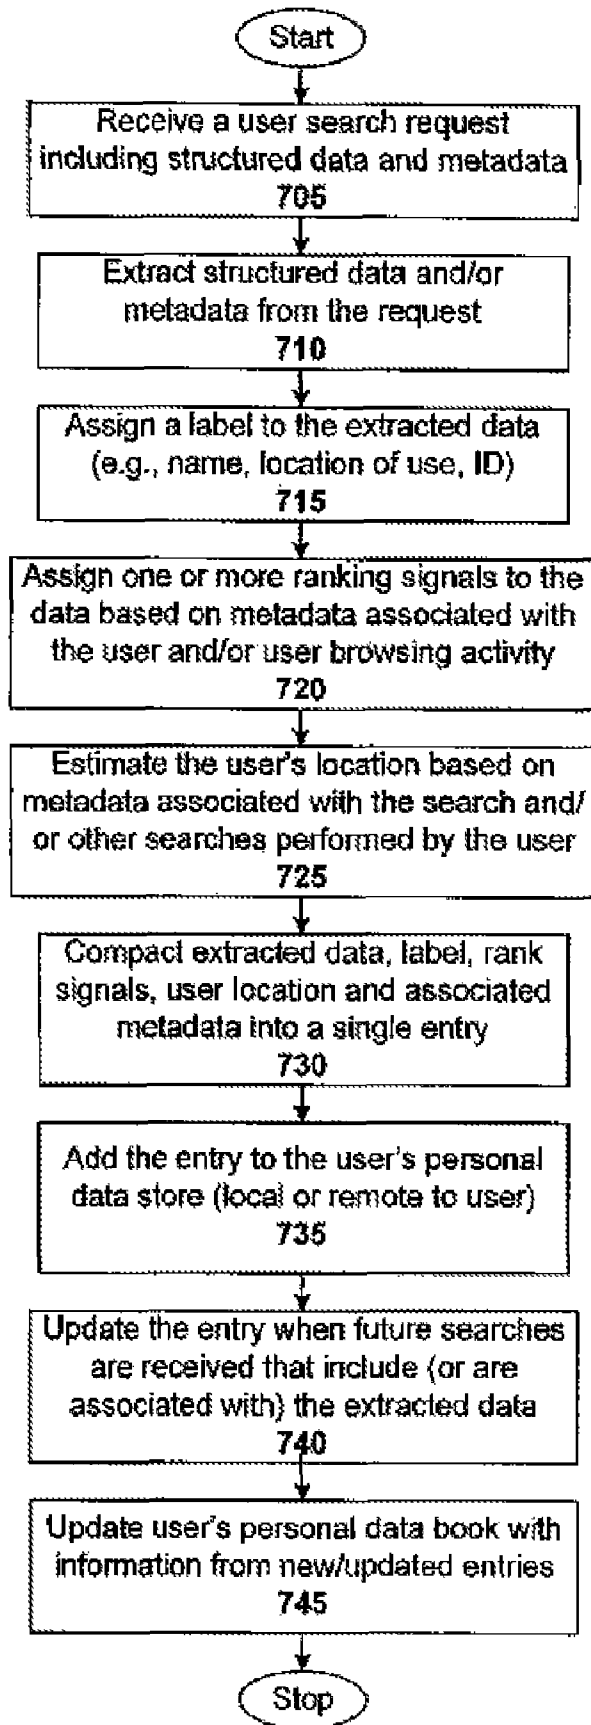 Start
Receive a user search request
including structured data and metadata
705
Extract structured data and/or
metadata from the request
710
Assign a label to the extracted data
(e.g., name, location of use, ID)
715
Assign one or more ranking signals to the
data based on metadata associated with
the user and/or user browsing activity
720
Estimate the user's location based on
metadata associated with the search and/
or other searches performed by the user
725
Compact extracted data, label, rank
signals, user location and associated
metadata into a single entry
730
Add the entry to the user's personal
data store (local or remote to user)
735
Update the entry when future searches
are received that include (or are
associated with) the extracted data
740
Update user's personal data book with
information from new/updated entries
745
Stop